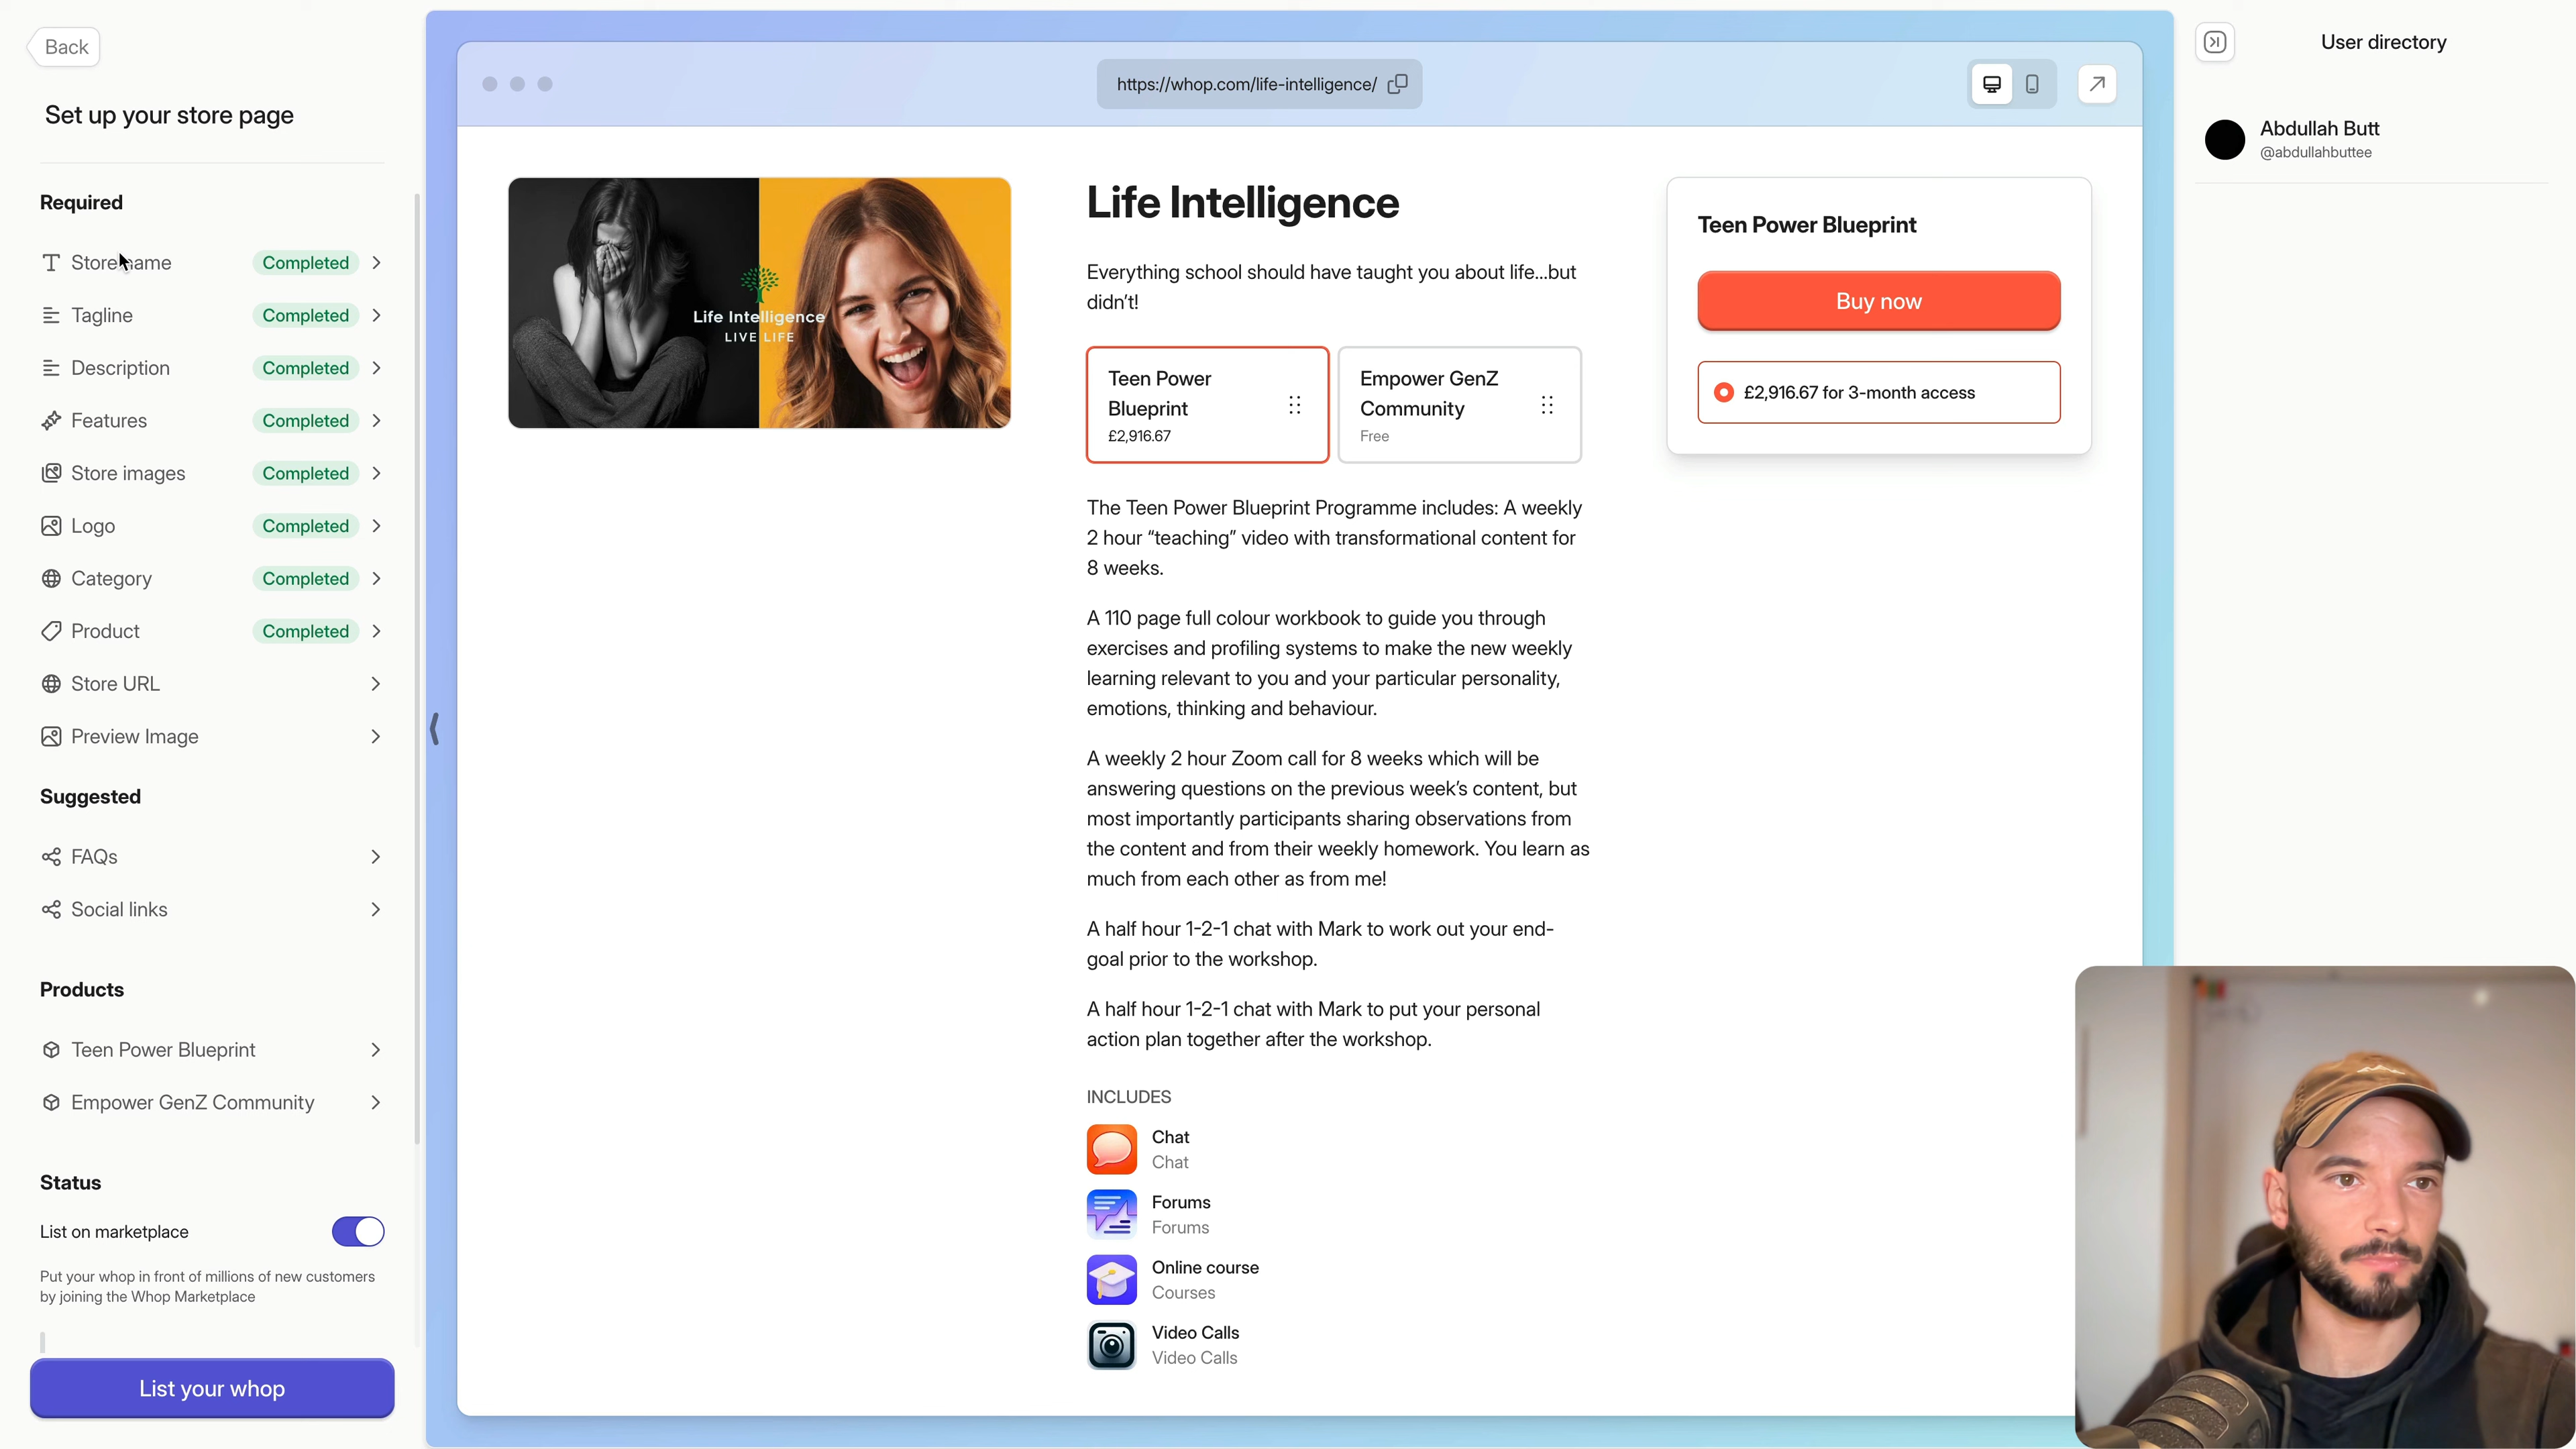 Back
Set up your store page
Required
Store name
Completed
Tagline
Completed
Description
Completed
Features
Completed
Store images
Completed
Logo
Completed
Category
Completed
Product
Completed
Store URL
Preview Image
Suggested
FAQs
Social links
Products
Teen Power Blueprint
Empower GenZ Community
Status
List on marketplace
Put your whop in front of millions of new customers
by joining the Whop Marketplace
List your whop
https://whop.com/life-intelligence/
Life Intelligence
LIVE LIFE
Life Intelligence
Everything school should have taught you about life...but
didn't!
Teen Power
Blueprint
£2,916.67
Empower GenZ
Community
Free
The Teen Power Blueprint Programme includes: A weekly
2 hour “teaching” video with transformational content for
8 weeks.
A 110 page full colour workbook to guide you through
exercises and profiling systems to make the new weekly
learning relevant to you and your particular personality,
emotions, thinking and behaviour.
A weekly 2 hour Zoom call for 8 weeks which will be
answering questions on the previous week’s content, but
most importantly participants sharing observations from
the content and from their weekly homework. You learn as
much from each other as from me!
A half hour 1-2-1 chat with Mark to work out your end-
goal prior to the workshop.
A half hour 1-2-1 chat with Mark to put your personal
action plan together after the workshop.
INCLUDES
Chat
Chat
Forums
Forums
Online course
Courses
Video Calls
Video Calls
Teen Power Blueprint
Buy now
£2,916.67 for 3-month access
User directory
Abdullah Butt
@abdullahbuttee